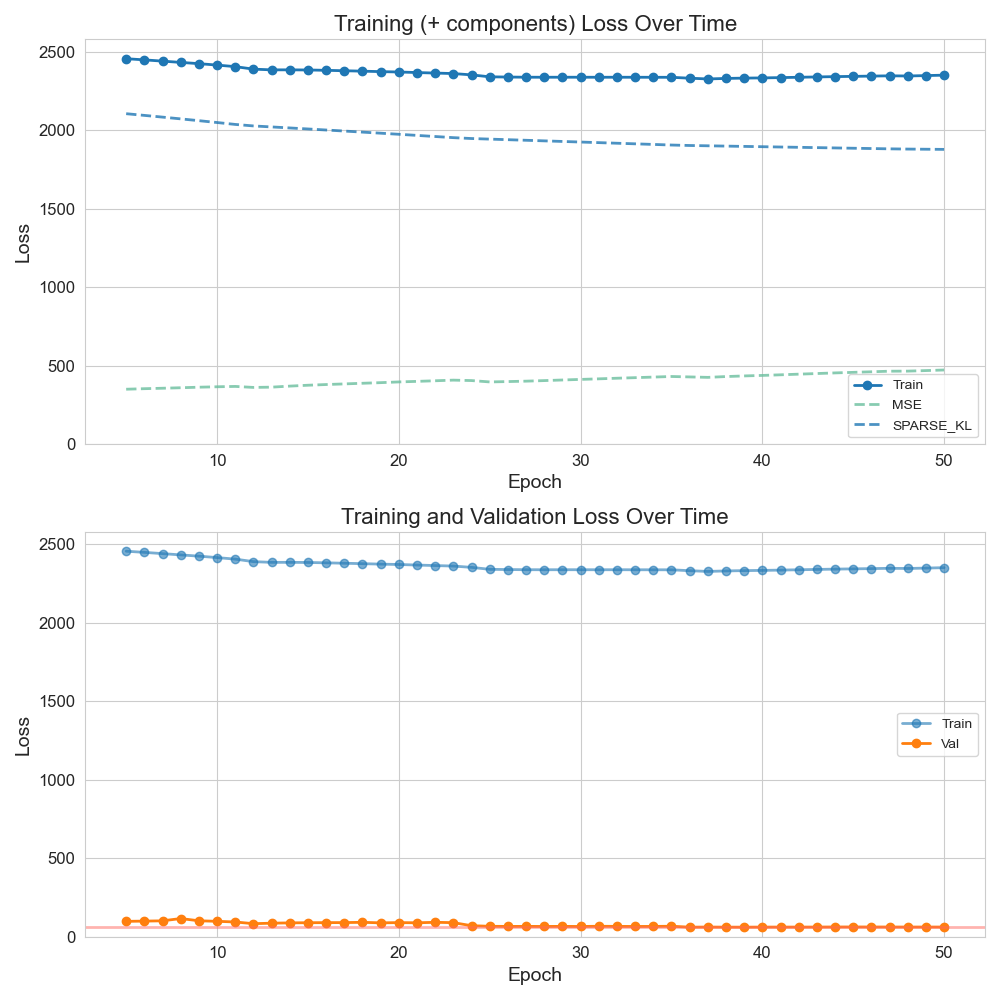 Training (+ components) Loss Over Time
2500
2000
1500
1000
500
0
Loss
Train
MSE
SPARSE_KL
10 20 30 40 50
Epoch
Training and Validation Loss Over Time
2500
2000
1500
1000
500
0
Loss
Train
Val
10 20 30 40 50
Epoch